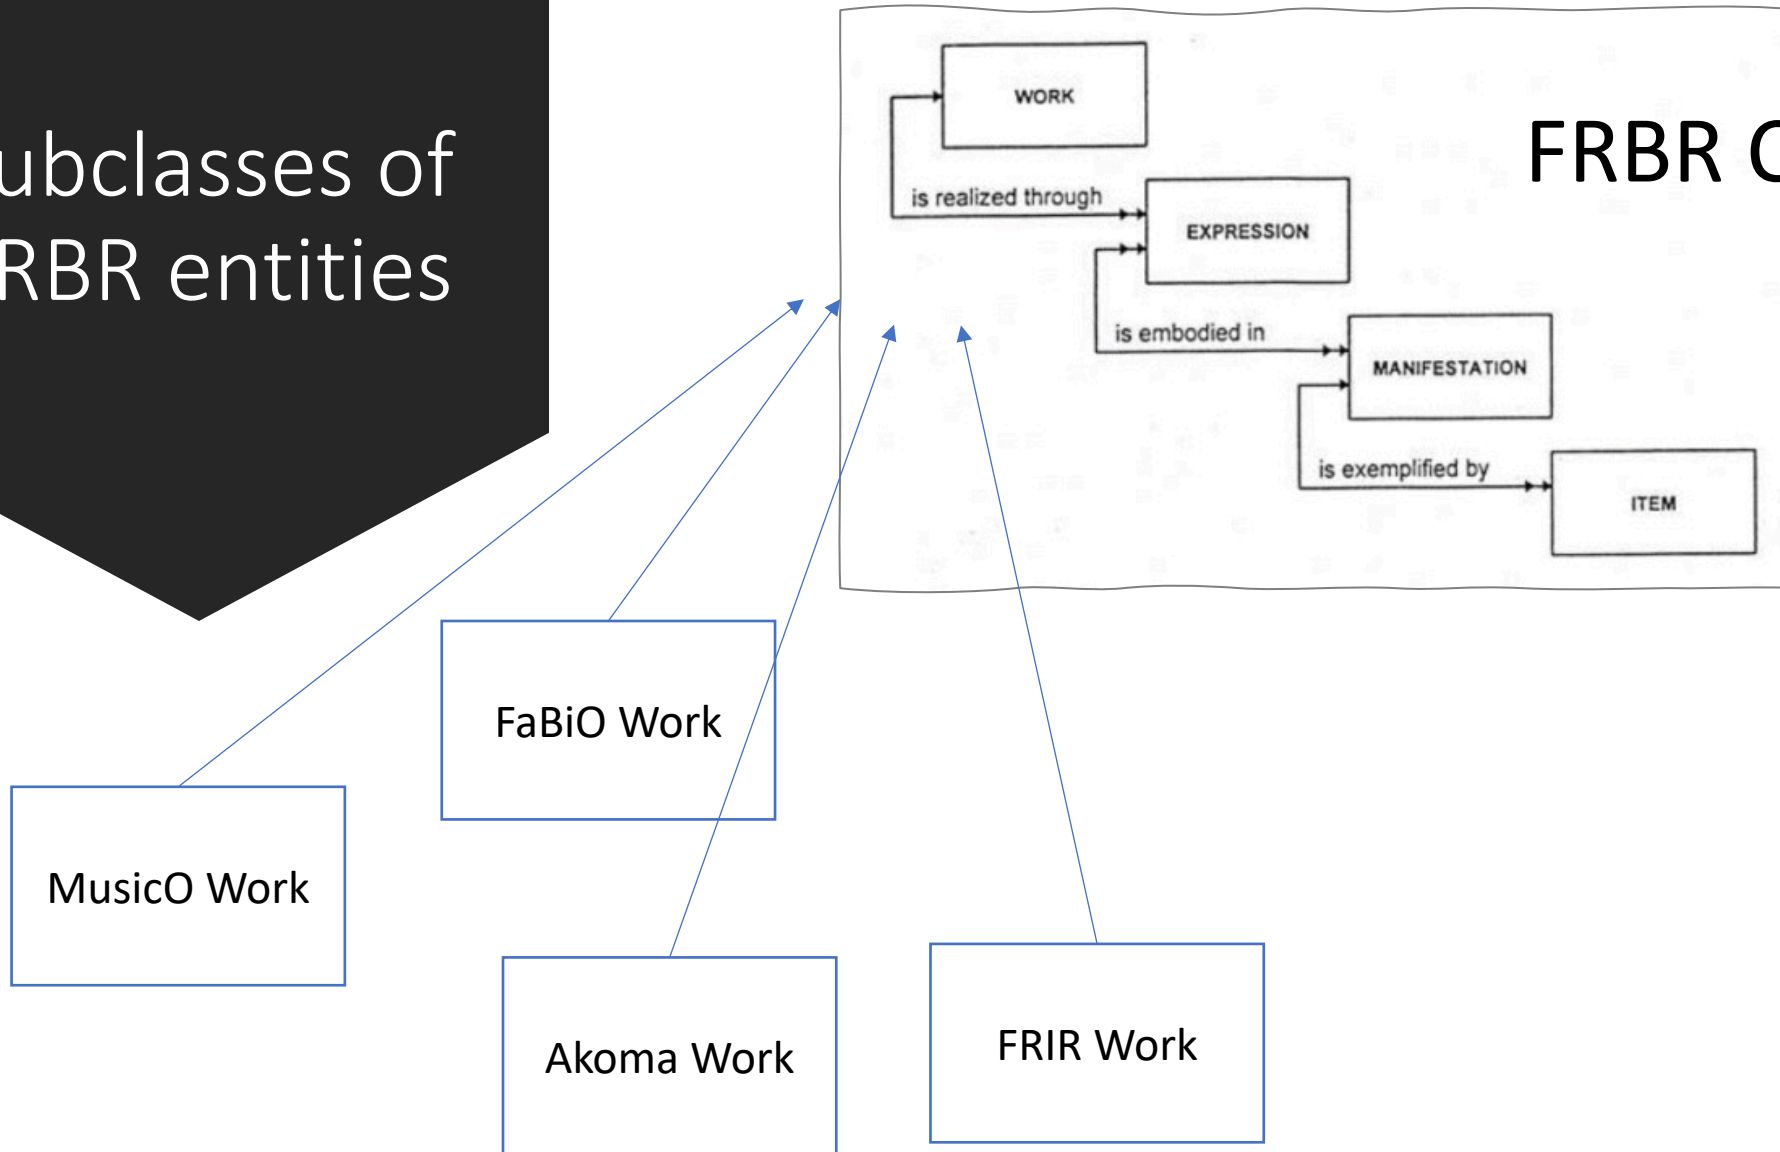 ubclasses of
RBR entities
FRBR C
WORK
is realized through
EXPRESSION
is embodied in
MANIFESTATION
is exemplified by
ITEM
FaBiO Work
MusicO Work
Akoma Work
FRIR Work